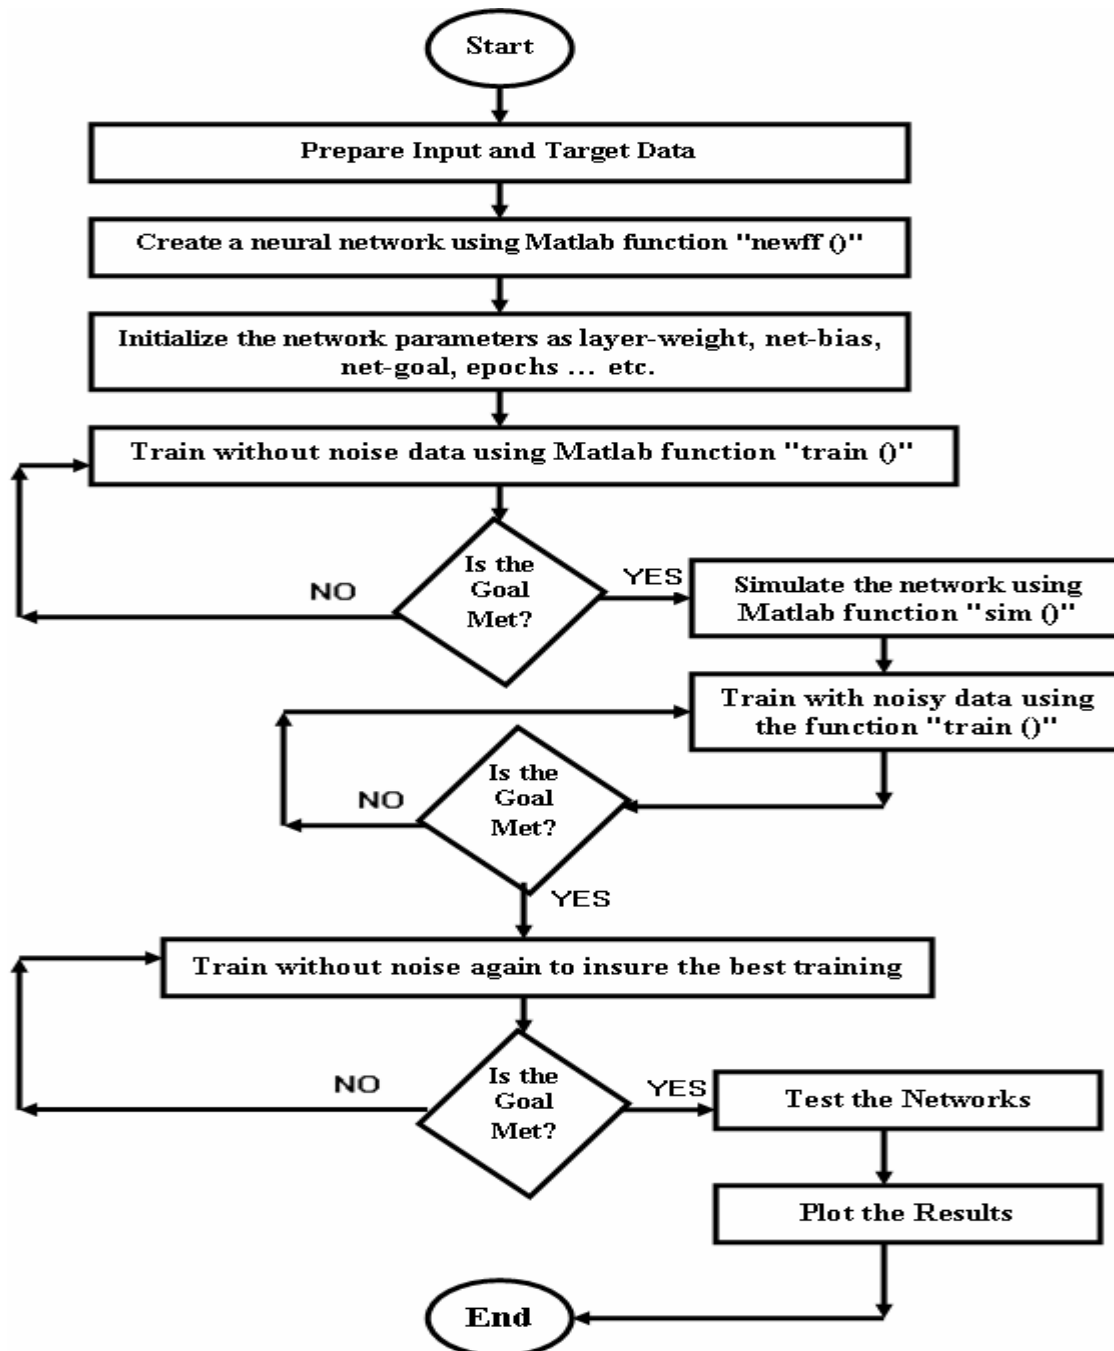 Start
Prepare Input and Target Data
Create a neural network using Matlab function "newff ()"
Initialize the network parameters as layer-weight, net-bias,
net-goal, epochs ... etc.
Train without noise data using Matlab function "train ()"
Is the
Goal
Met?
NO
YES
Simulate the network using
Matlab function "sim ()"
Train with noisy data using
the function "train ()"
Is the
Goal
Met?
NO
YES
Train without noise again to insure the best training
Is the
Goal
Met?
NO
YES
Test the Networks
Plot the Results
End